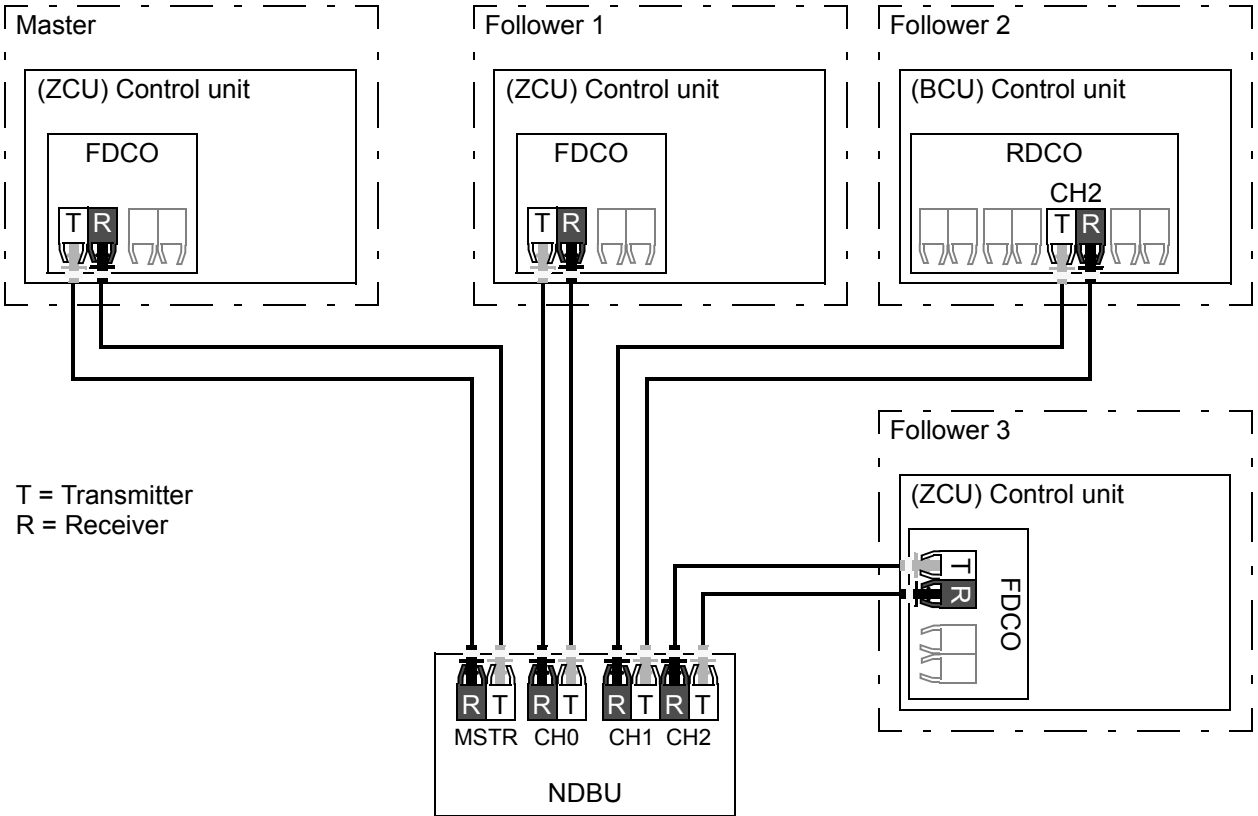 Master
(ZCU) Control unit
FDCO
T R
Follower 1
(ZCU) Control unit
FDCO
T R
Follower 2
(BCU) Control unit
RDCO
CH2
T R
T = Transmitter
R = Receiver
Follower 3
(ZCU) Control unit
T
R
FDCO
R T R T R T R T
MSTR CH0 CH1 CH2
NDBU